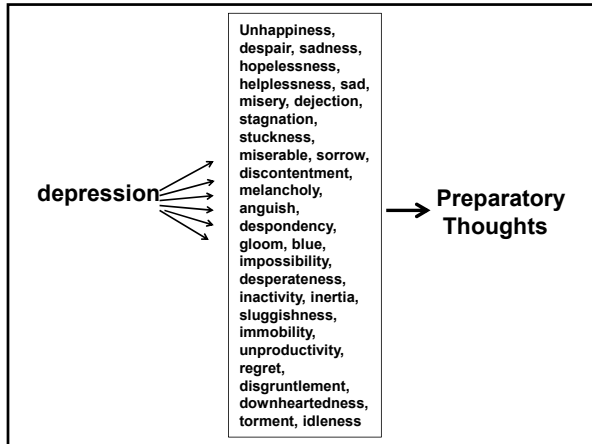 depression
Unhappiness,
despair, sadness,
hopelessness,
helplessness, sad,
misery, dejection,
stagnation,
stuckness,
miserable, sorrow,
discontentment,
melancholy,
anguish,
despondency,
gloom, blue,
impossibility,
desperateness,
inactivity, inertia,
sluggishness,
immobility,
unproductivity,
regret,
disgruntlement,
downheartedness,
torment, idleness
Preparatory
Thoughts